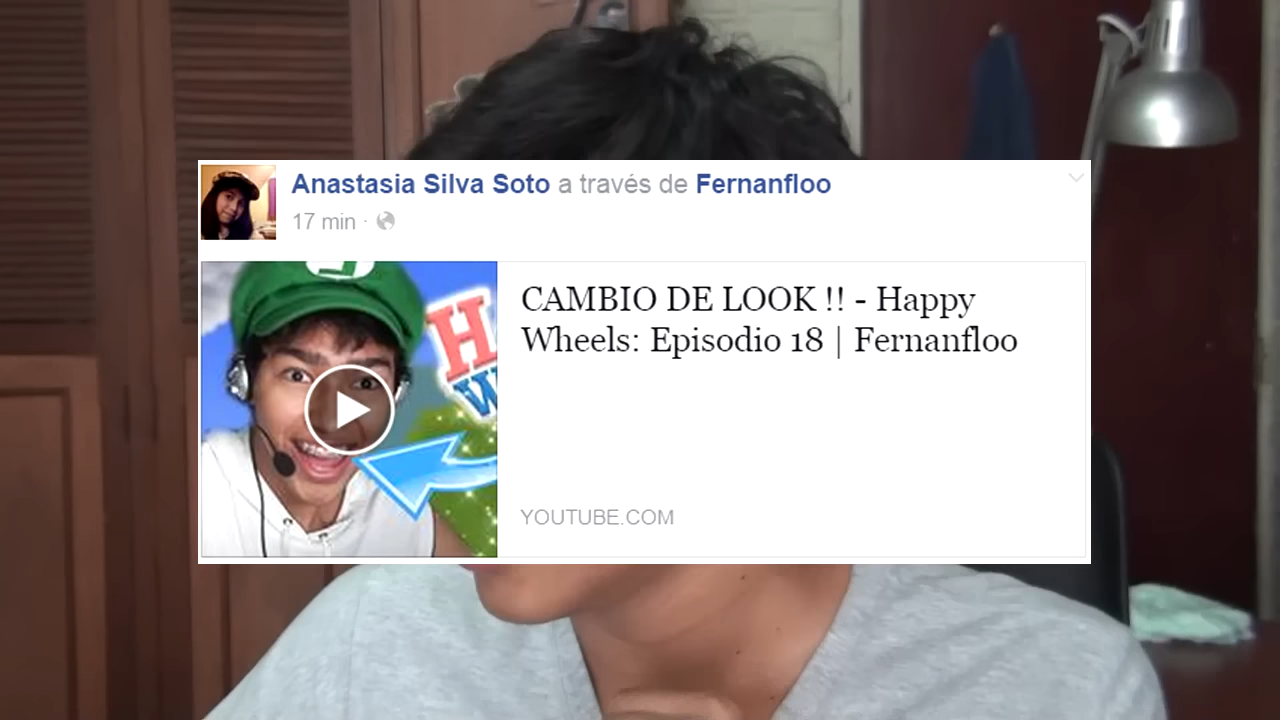 Anastasia Silva Soto a través de Fernanfloo
17 min ·
CAMBIO DE LOOK !! - Happy
Wheels: Episodio 18 | Fernanfloo
YOUTUBE.COM